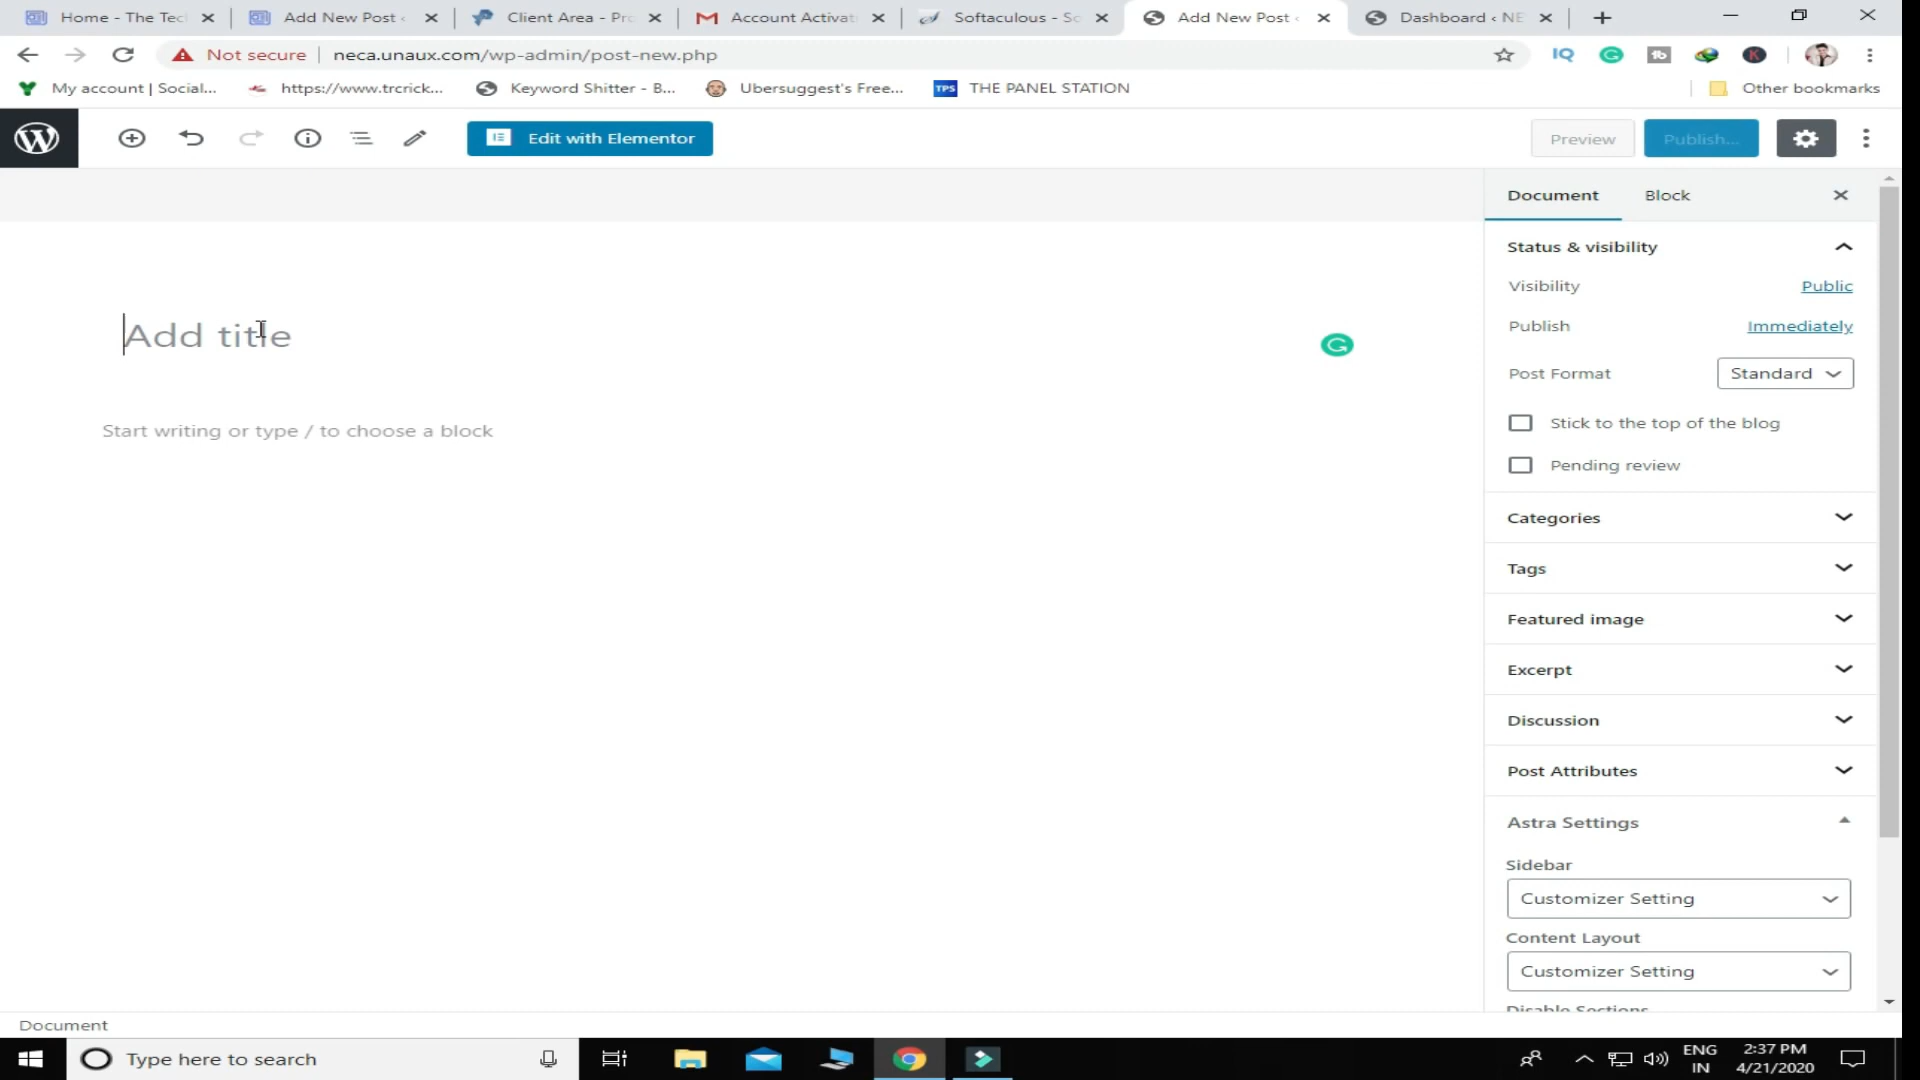 Home - The Tec
Add New Post ‹
Client Area - Pro
Account Activat
Softaculous - So
Add New Post ‹
Dashboard ‹ NE
Not secure
neca.unaux.com/wp-admin/post-new.php
My account | Social...
https://www.trcrick...
Keyword Shitter - B...
Ubersuggest's Free...
TPS THE PANEL STATION
Other bookmarks
Edit with Elementor
Preview
Publish...
Document
Block
Add title
Start writing or type / to choose a block
Status & visibility
Visibility
Public
Publish
Immediately
Post Format
Standard
Stick to the top of the blog
Pending review
Categories
Tags
Featured image
Excerpt
Discussion
Post Attributes
Astra Settings
Sidebar
Customizer Setting
Content Layout
Customizer Setting
Disable Sections
Document
Type here to search
ENG
IN
2:37 PM
4/21/2020